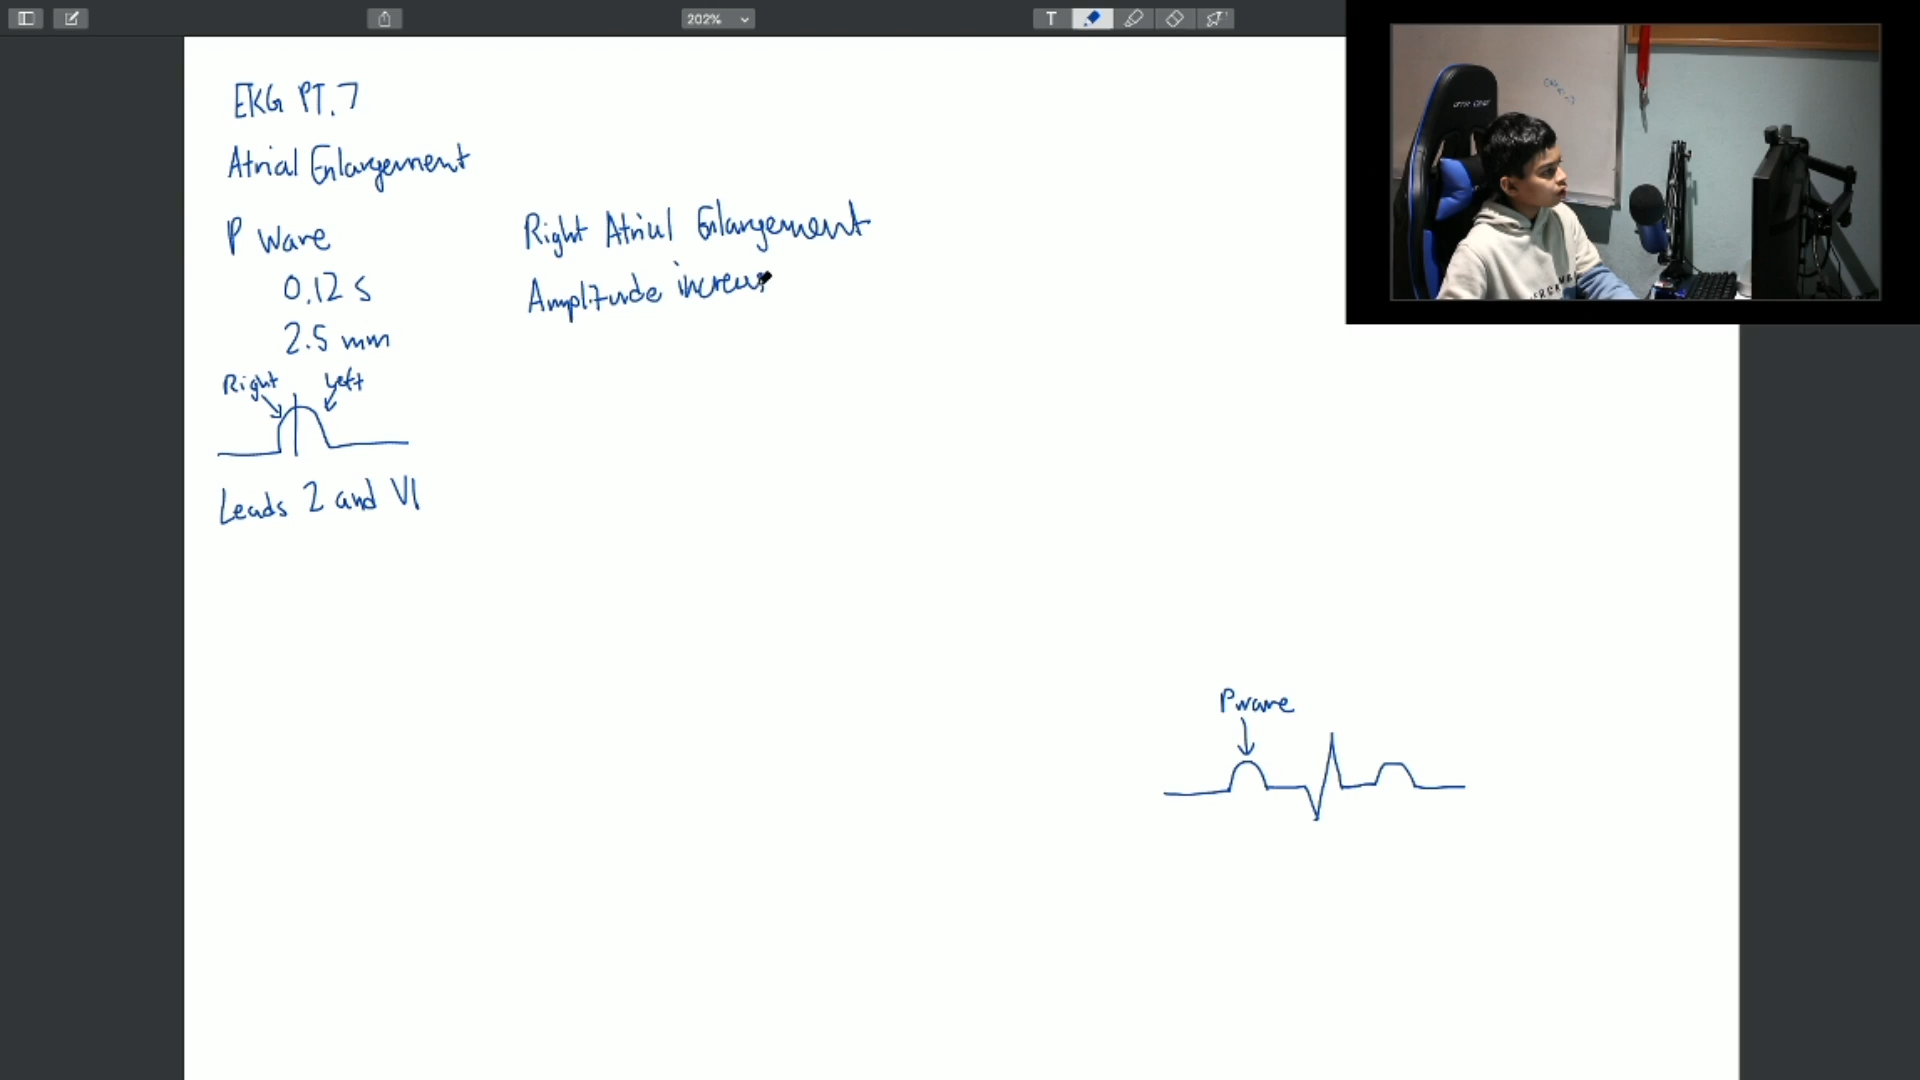 202%
T
EKG PT.7
Atrial Enlargement
P Wave
0.12 s
2.5 mm
Right
Left
Leads 2 and V1
Right Atrial Enlargement
Amplitude increas
P wave